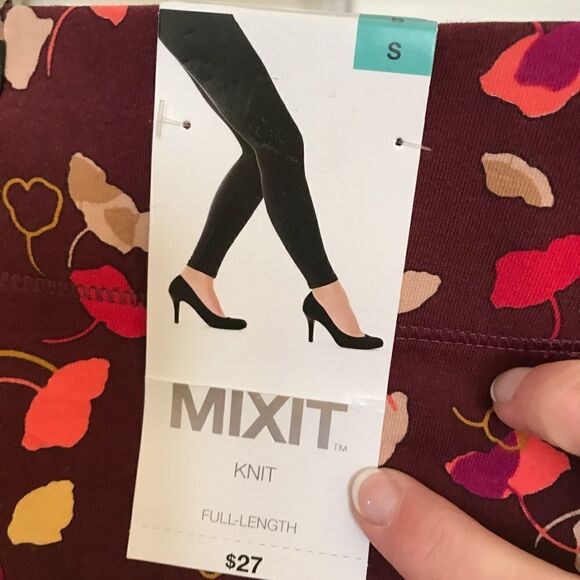 S
MIXIT™
KNIT
FULL-LENGTH
$27